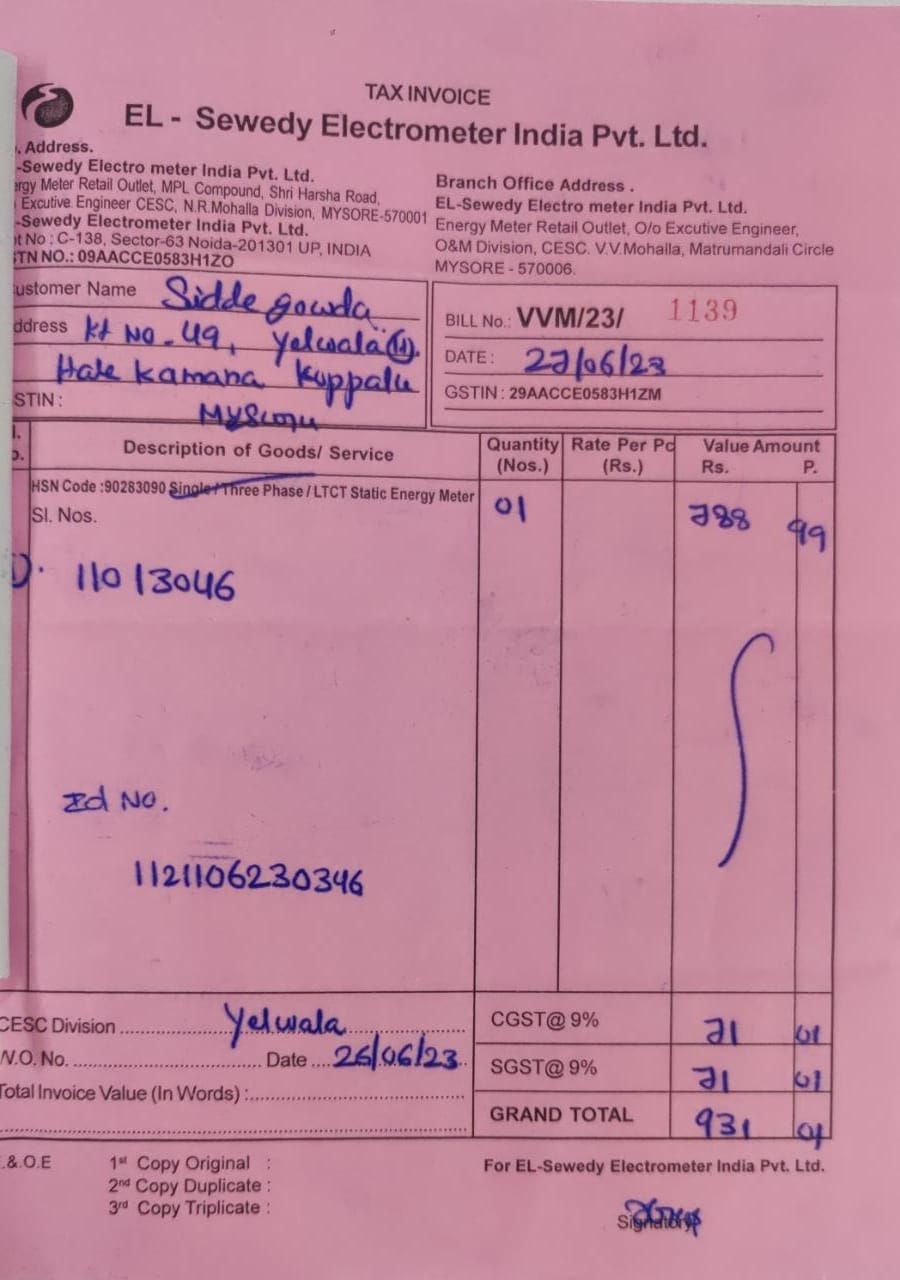 TAX INVOICE
EL - Sewedy Electrometer India Pvt. Ltd.
. Address.
-Sewedy Electro meter India Pvt. Ltd.
ergy Meter Retail Outlet, MPL Compound, Shri Harsha Road,
Excutive Engineer CESC, N.R.Mohalla Division, MYSORE-570001
-Sewedy Electrometer India Pvt. Ltd.
ot No : C-138, Sector-63 Noida-201301 UP, INDIA
STN NO.: 09AACCE0583H1ZO
Branch Office Address .
EL-Sewedy Electro meter India Pvt. Ltd.
Energy Meter Retail Outlet, O/o Excutive Engineer,
O&M Division, CESC. V.V.Mohalla, Matrumandali Circle
MYSORE - 570006.
ustomer Name Sidde gowda
ddress kt No - 49, Yelwala (H).
Hale Kamana Kuppalu
STIN :
Mysuru
BILL No.: VVM/23/ 1139
DATE : 27/06/23
GSTIN : 29AACCE0583H1ZM
Description of Goods/ Service Quantity (Nos.) Rate Per Pc (Rs.) Value Amount Rs. P.
HSN Code :90283090 Single/Three Phase / LTCT Static Energy Meter 01 788 99
Sl. Nos.
1). 11013046
Id No.
1121106230346
CESC Division Yelwala
W.O. No. Date 26/06/23
Total Invoice Value (In Words) :
CGST@ 9% 71 01
SGST@ 9% 71 01
GRAND TOTAL 931 01
.&.O.E
1st Copy Original :
2nd Copy Duplicate :
3rd Copy Triplicate :
For EL-Sewedy Electrometer India Pvt. Ltd.
Signatory